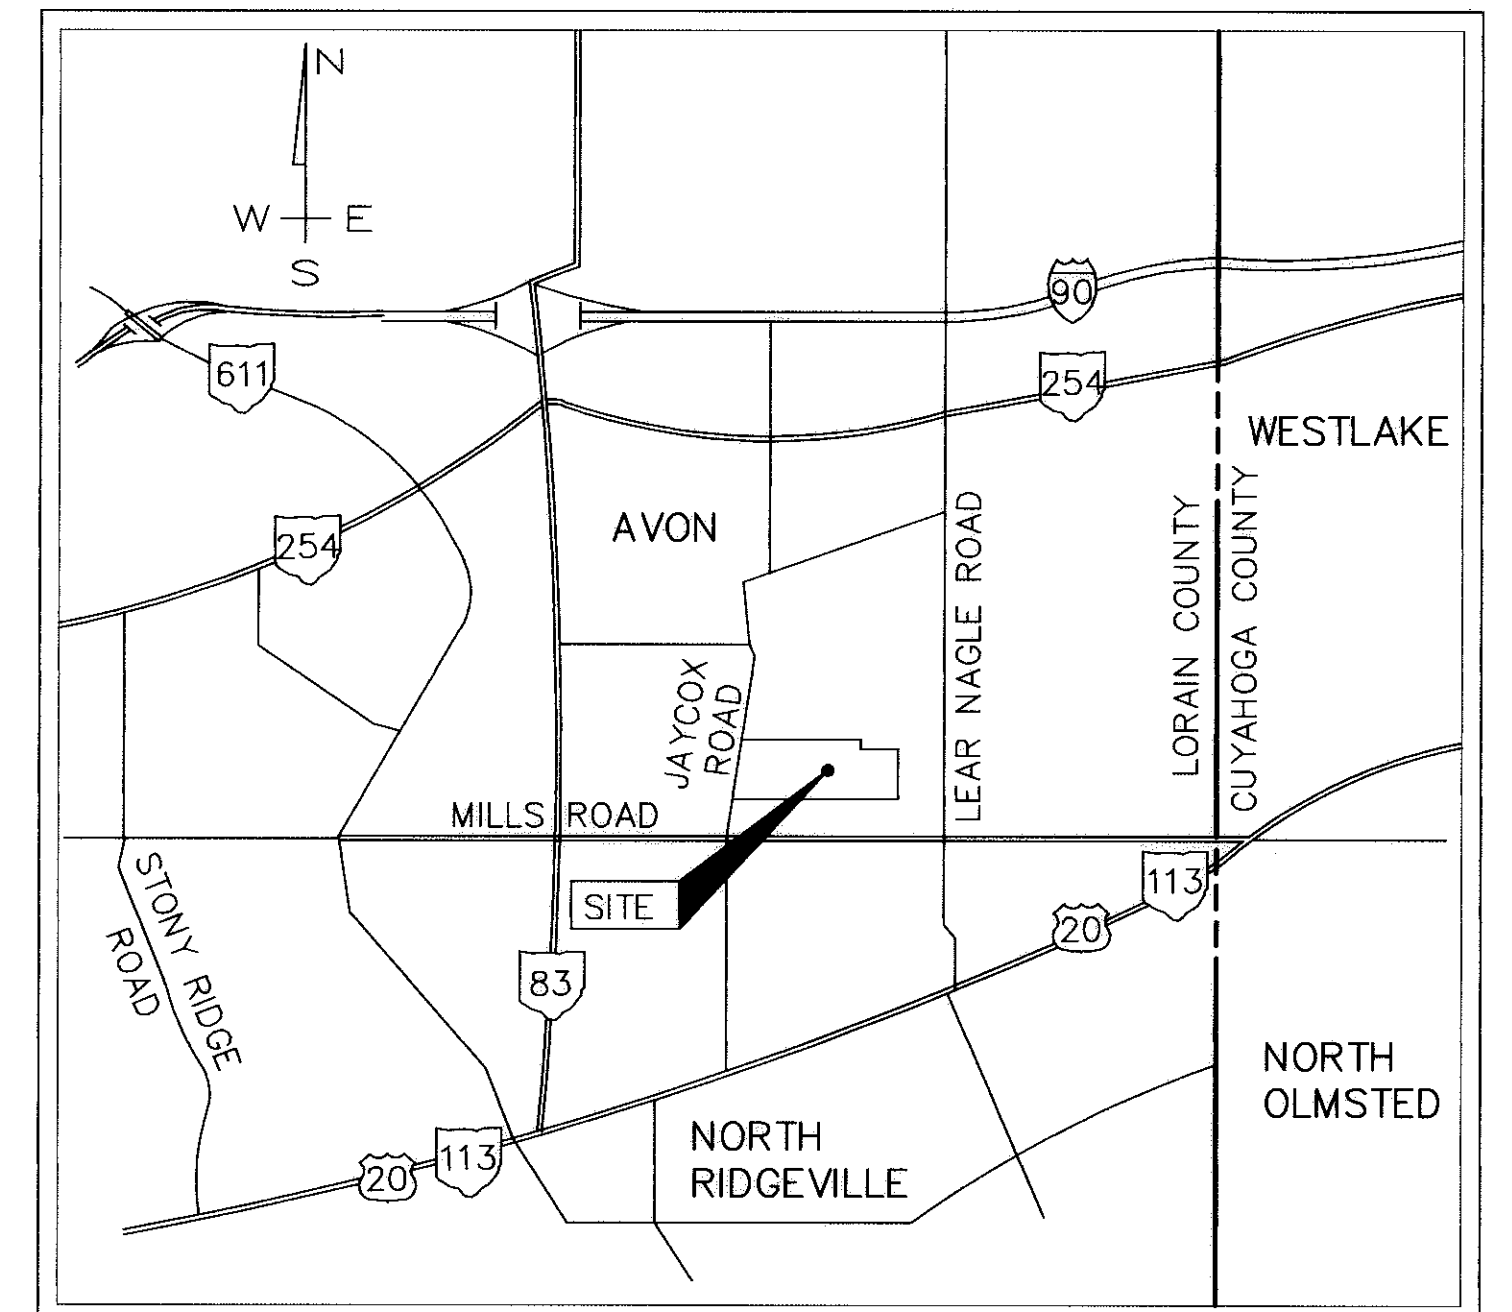 N
W E
S
90
611
254
WESTLAKE
AVON
254
LEAR NAGLE ROAD
LORAIN COUNTY
CUYAHOGA COUNTY
JAYCOX
ROAD
MILLS ROAD
STONY RIDGE
ROAD
SITE
113
20
83
NORTH
OLMSTED
NORTH
RIDGEVILLE
113
20